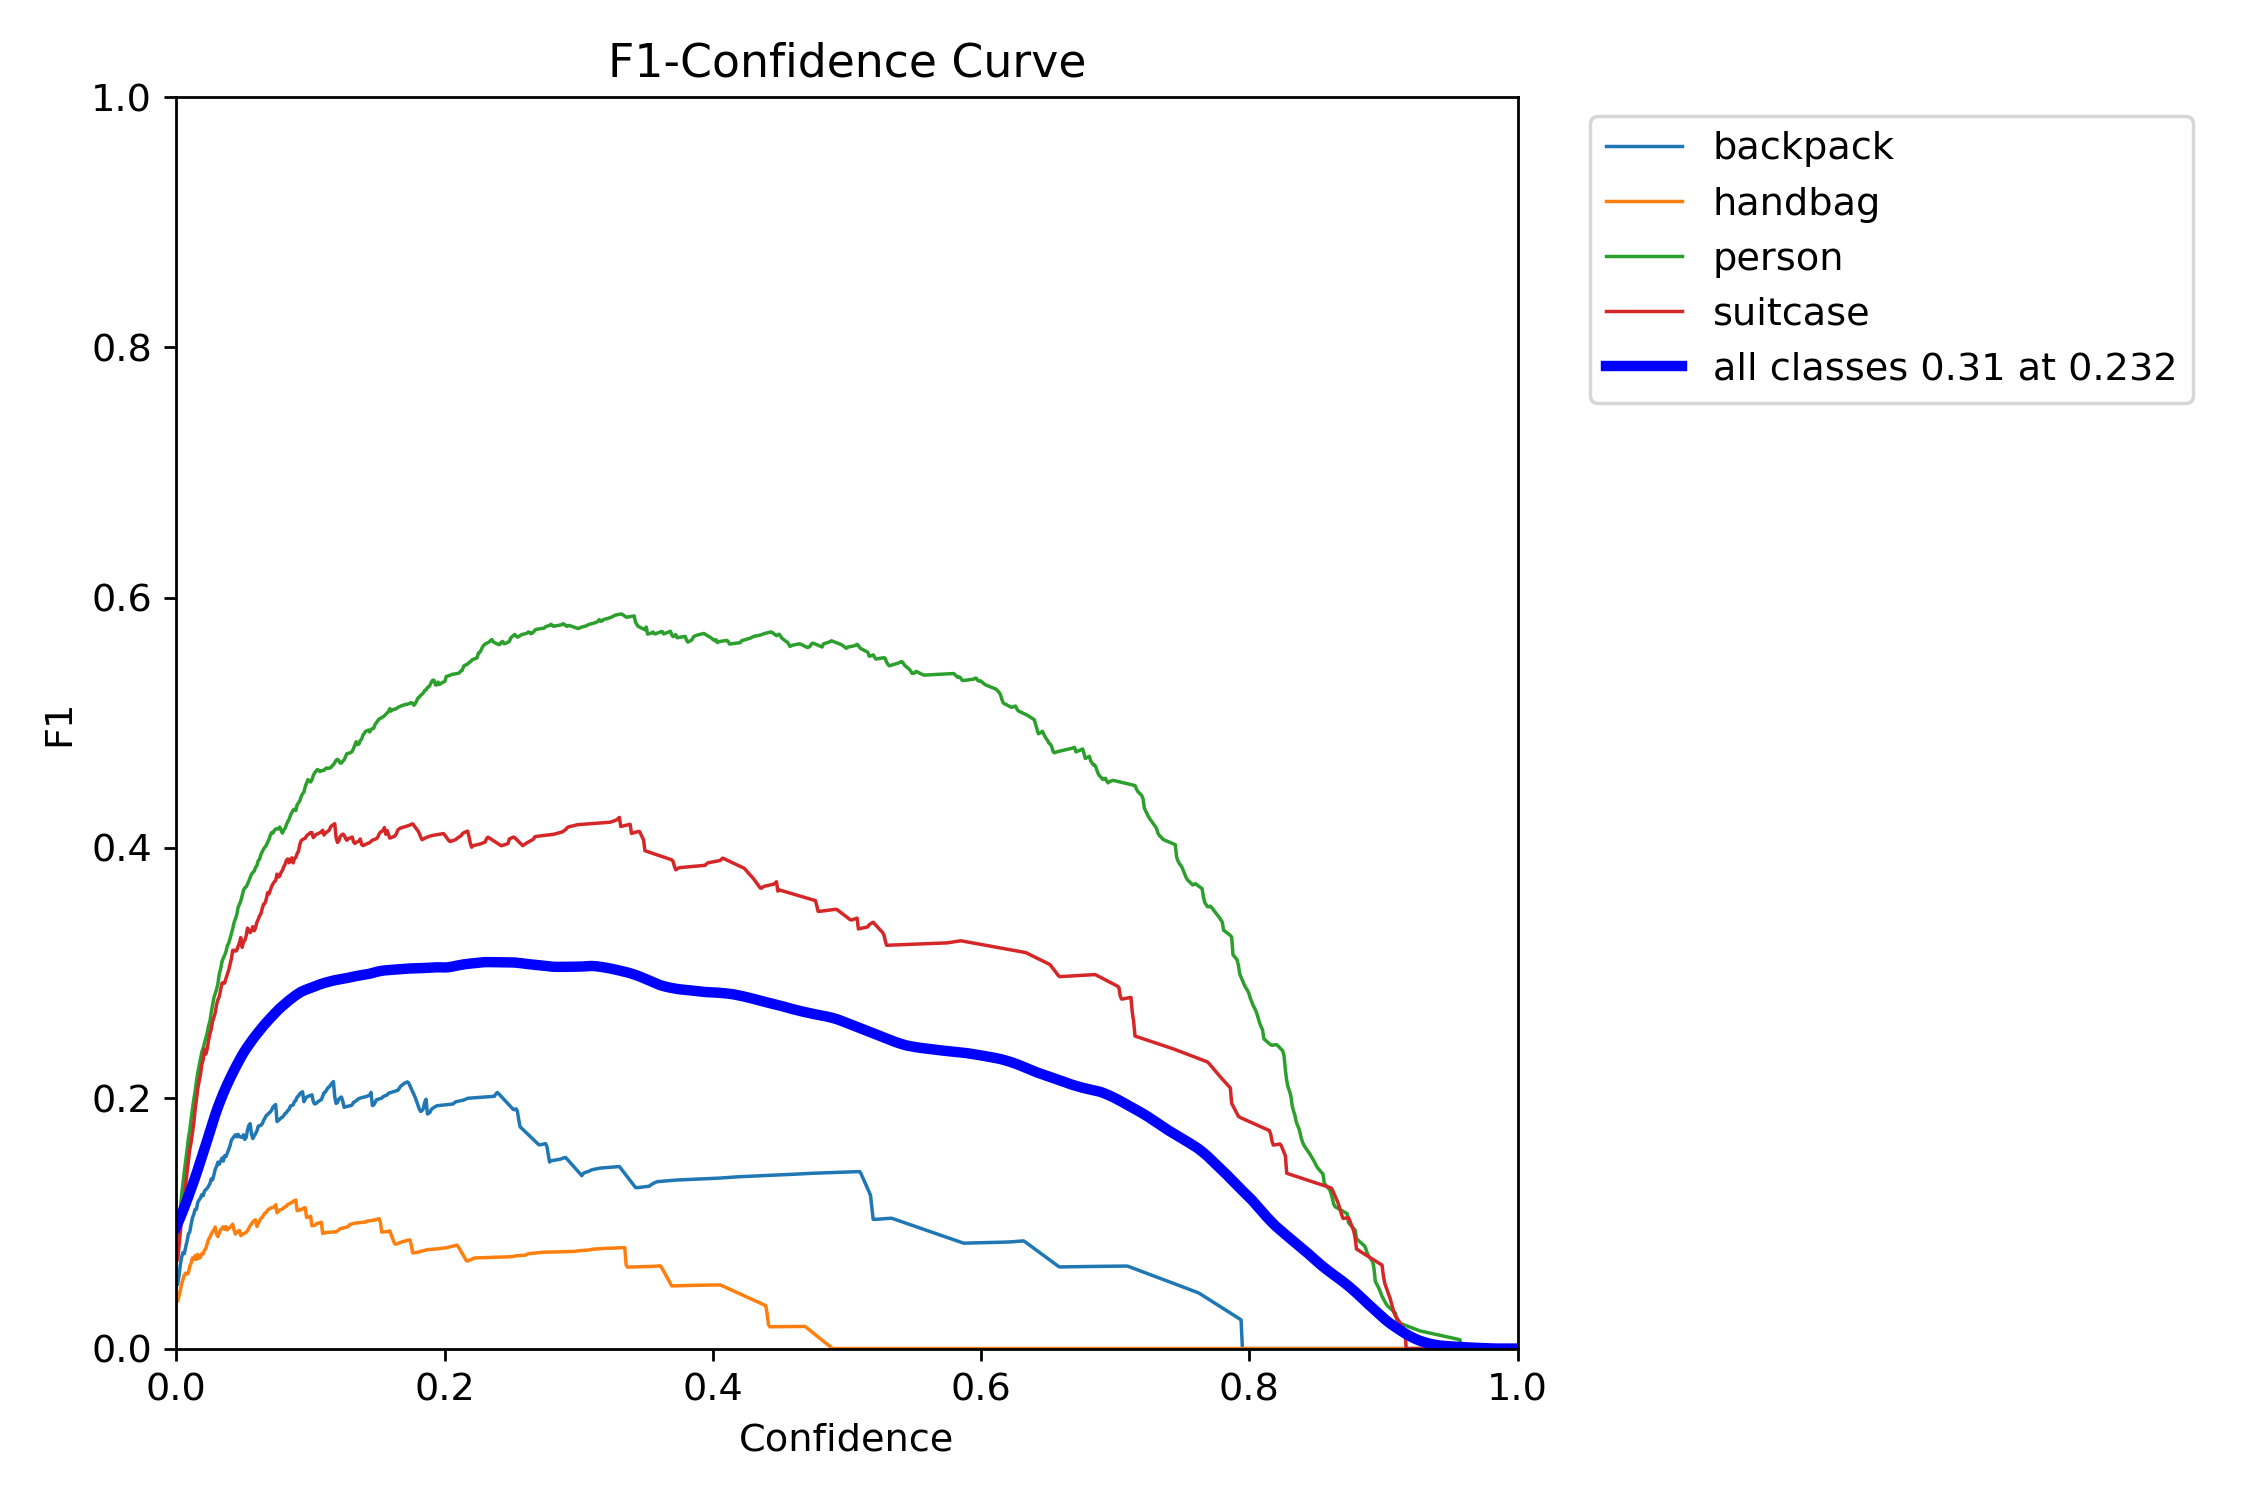 F1-Confidence Curve
1.0
0.8
0.6
0.4
0.2
0.0
F1
0.0 0.2 0.4 0.6 0.8 1.0
Confidence
backpack
handbag
person
suitcase
all classes 0.31 at 0.232